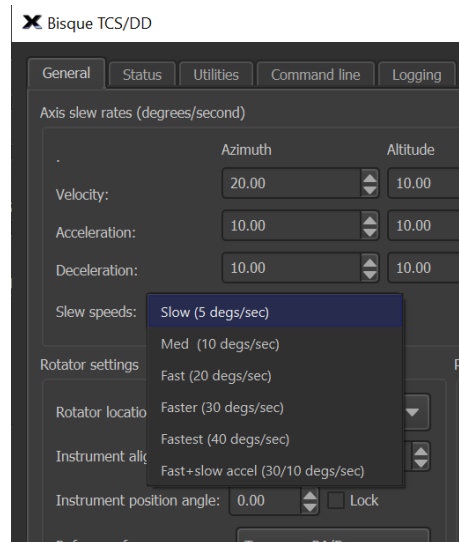 Bisque TCS/DD
General Status Utilities Command line Logging
Axis slew rates (degrees/second)
. Azimuth Altitude
Velocity: 20.00 10.00
Acceleration: 10.00 10.00
Deceleration: 10.00 10.00
Slew speeds: Slow (5 degs/sec)
Med (10 degs/sec)
Rotator settings
Fast (20 degs/sec)
Rotator locatio Faster (30 degs/sec)
Fastest (40 degs/sec)
Instrument alig
Fast+slow accel (30/10 degs/sec)
Instrument position angle: 0.00 Lock